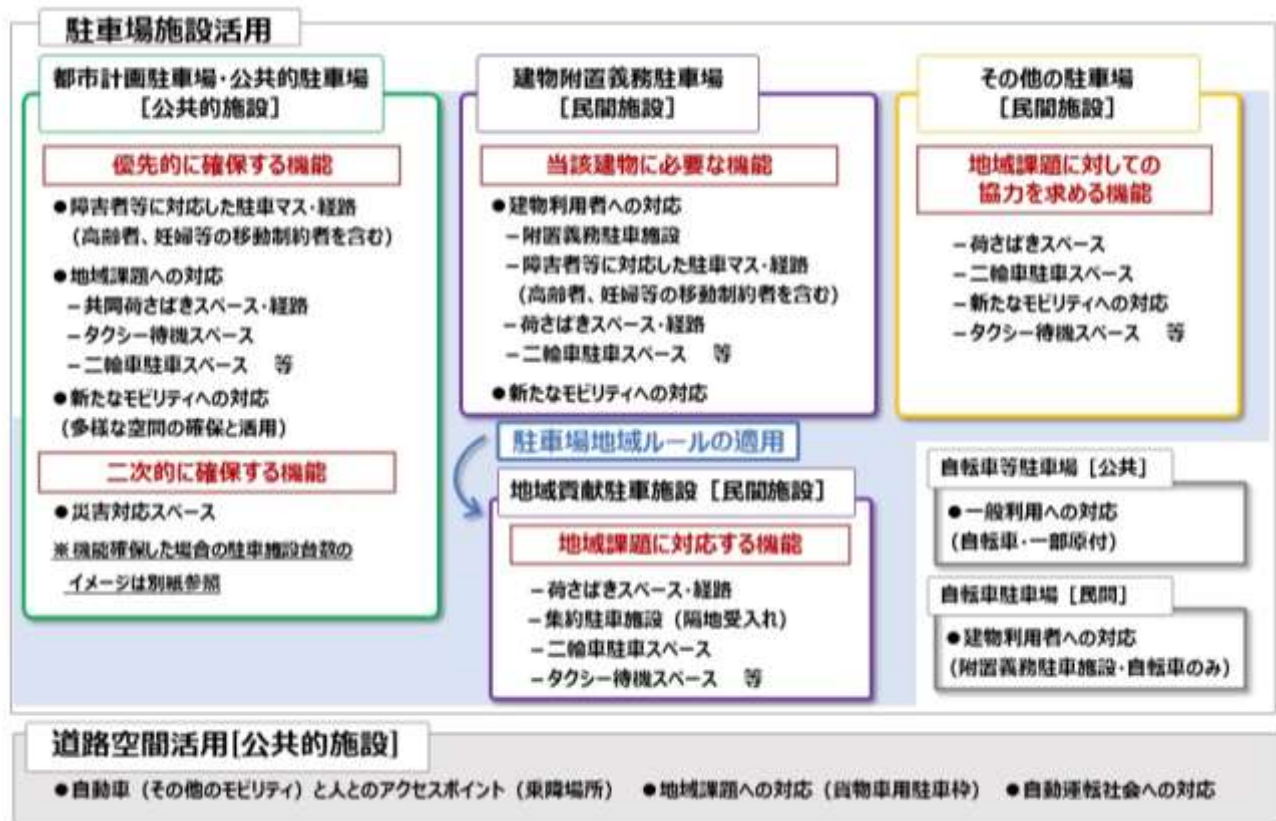 駐車場施設活用
都市計画駐車場・公共的駐車場
[公共的施設]
優先的に確保する機能
●障害者等に対応した駐車マス・経路
(高齢者、妊婦等の移動制約者を含む)
●地域課題への対応
－共同荷さばきスペース・経路
－タクシー待機スペース
－二輪車駐車スペース　等
●新たなモビリティへの対応
(多様な空間の確保と活用)
二次的に確保する機能
●災害対応スペース
※機能確保した場合の駐車施設台数の
イメージは別紙参照
建物附置義務駐車場
[民間施設]
当該建物に必要な機能
●建物利用者への対応
－附置義務駐車施設
－障害者等に対応した駐車マス・経路
(高齢者、妊婦等の移動制約者を含む)
－荷さばきスペース・経路
－二輪車駐車スペース　等
●新たなモビリティへの対応
駐車場地域ルールの適用
地域貢献駐車施設 [民間施設]
地域課題に対応する機能
－荷さばきスペース・経路
－集約駐車施設 (隔地受入れ)
－二輪車駐車スペース
－タクシー待機スペース　等
その他の駐車場
[民間施設]
地域課題に対しての
協力を求める機能
－荷さばきスペース
－二輪車駐車スペース
－新たなモビリティへの対応
－タクシー待機スペース　等
自転車等駐車場 [公共]
●一般利用への対応
(自転車・一部原付)
自転車駐車場 [民間]
●建物利用者への対応
(附置義務駐車施設・自転車のみ)
道路空間活用[公共的施設]
●自動車 (その他のモビリティ) と人とのアクセスポイント (乗降場所)　●地域課題への対応 (貨物車用駐車枠)　●自動運転社会への対応